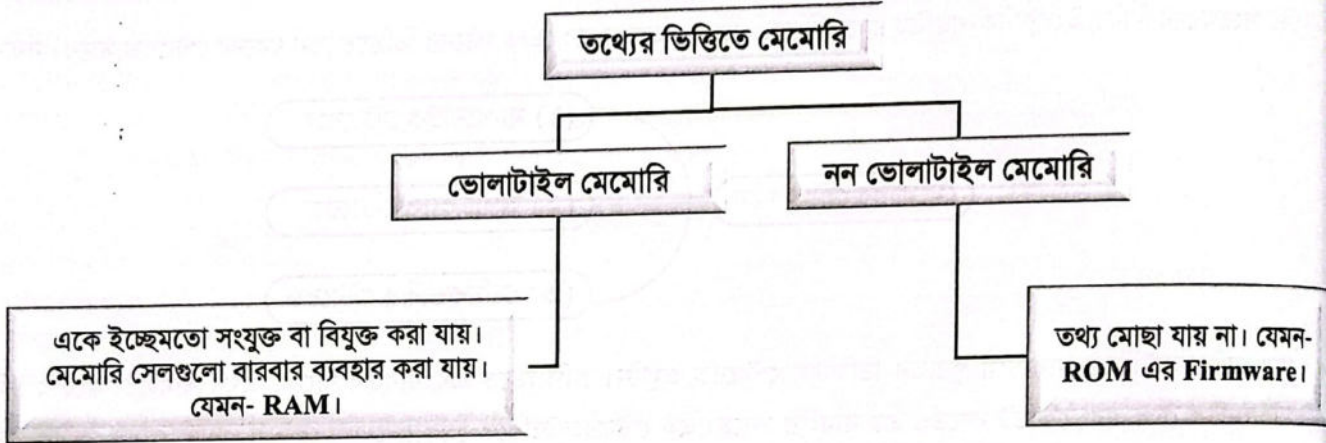 তথ্যের ভিত্তিতে মেমোরি
ভোলাটাইল মেমোরি
নন ভোলাটাইল মেমোরি
একে ইচ্ছেমতো সংযুক্ত বা বিযুক্ত করা যায়।
মেমোরি সেলগুলো বারবার ব্যবহার করা যায়।
যেমন- RAM।
তথ্য মোছা যায় না। যেমন-
ROM এর Firmware।